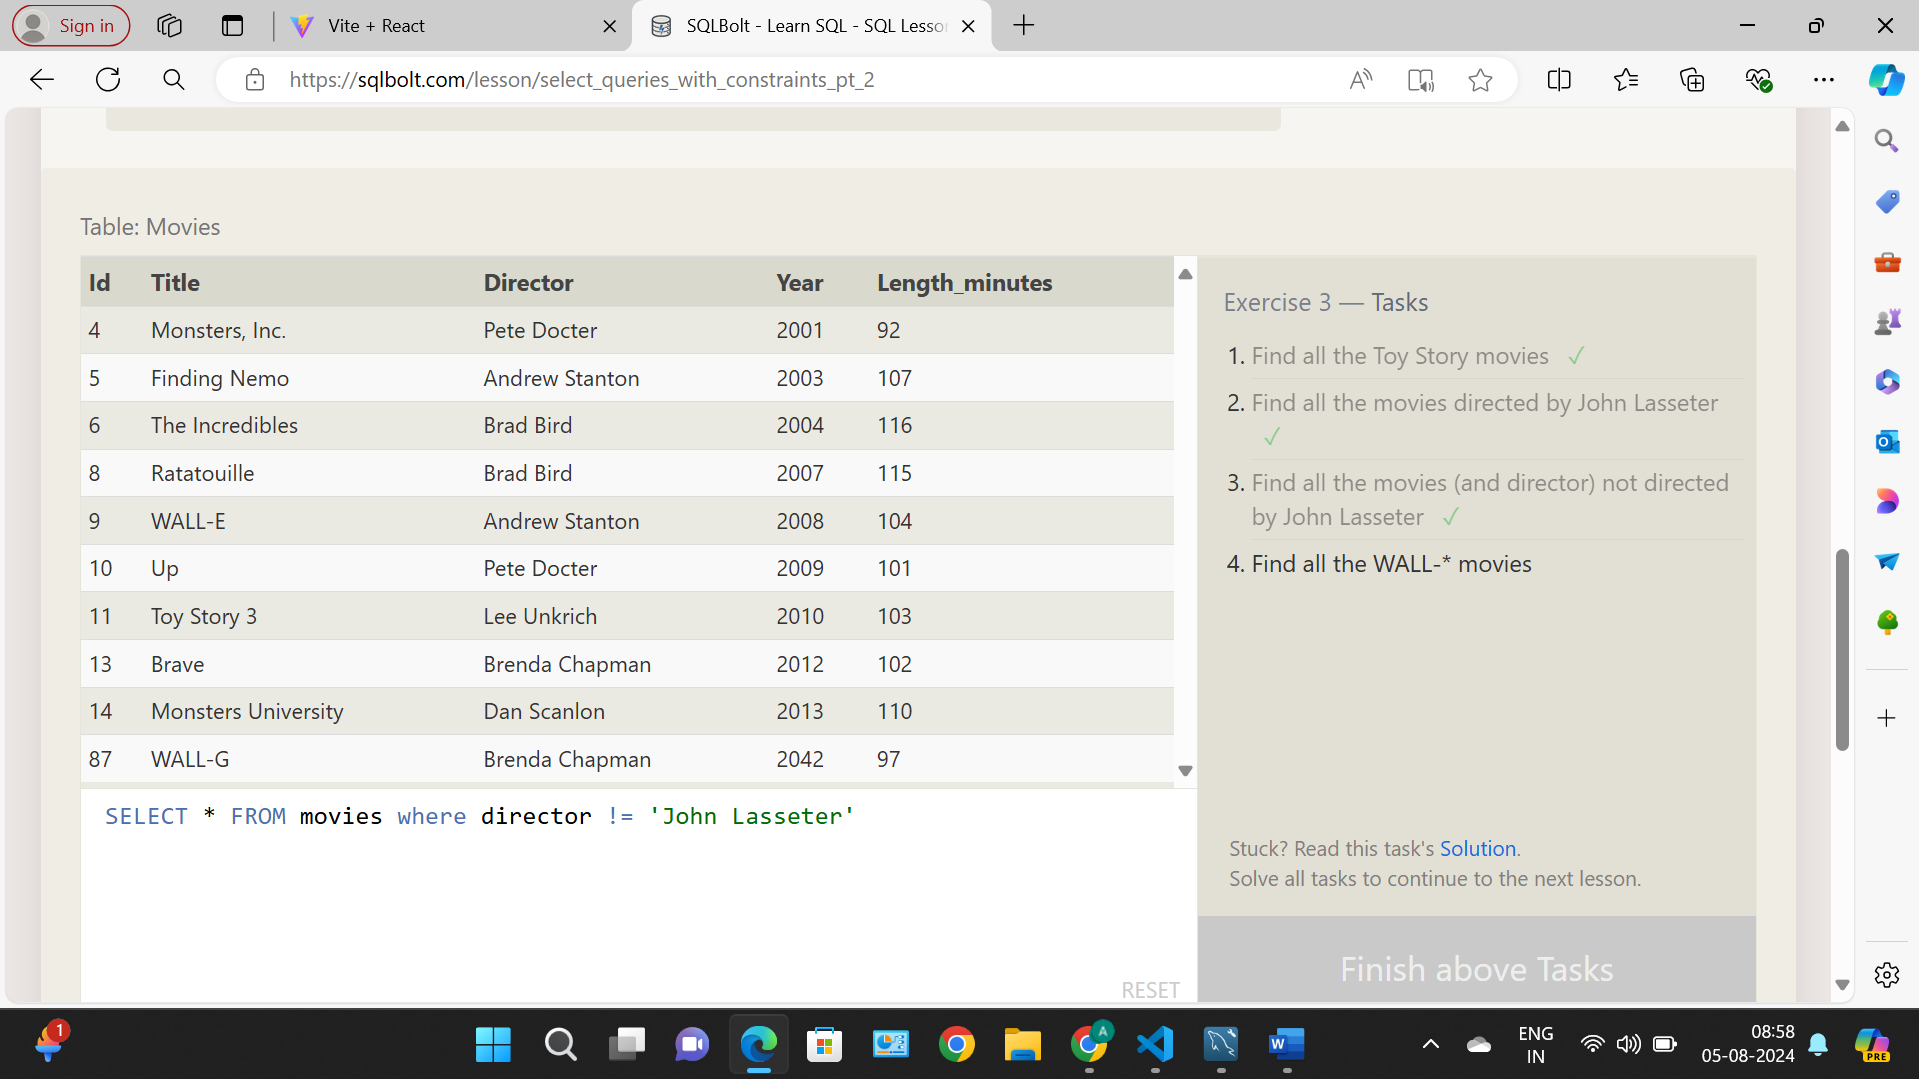 Sign in
Vite + React
SQLBolt - Learn SQL - SQL Lesso
https://sqlbolt.com/lesson/select_queries_with_constraints_pt_2
Table: Movies
Id Title Director Year Length_minutes
4 Monsters, Inc. Pete Docter 2001 92
5 Finding Nemo Andrew Stanton 2003 107
6 The Incredibles Brad Bird 2004 116
8 Ratatouille Brad Bird 2007 115
9 WALL-E Andrew Stanton 2008 104
10 Up Pete Docter 2009 101
11 Toy Story 3 Lee Unkrich 2010 103
13 Brave Brenda Chapman 2012 102
14 Monsters University Dan Scanlon 2013 110
87 WALL-G Brenda Chapman 2042 97
SELECT * FROM movies where director != 'John Lasseter'
RESET
Exercise 3 — Tasks
1. Find all the Toy Story movies ✓
2. Find all the movies directed by John Lasseter
✓
3. Find all the movies (and director) not directed
by John Lasseter ✓
4. Find all the WALL-* movies
Stuck? Read this task's Solution.
Solve all tasks to continue to the next lesson.
Finish above Tasks
1
A
W
ENG
IN
08:58
05-08-2024
PRE